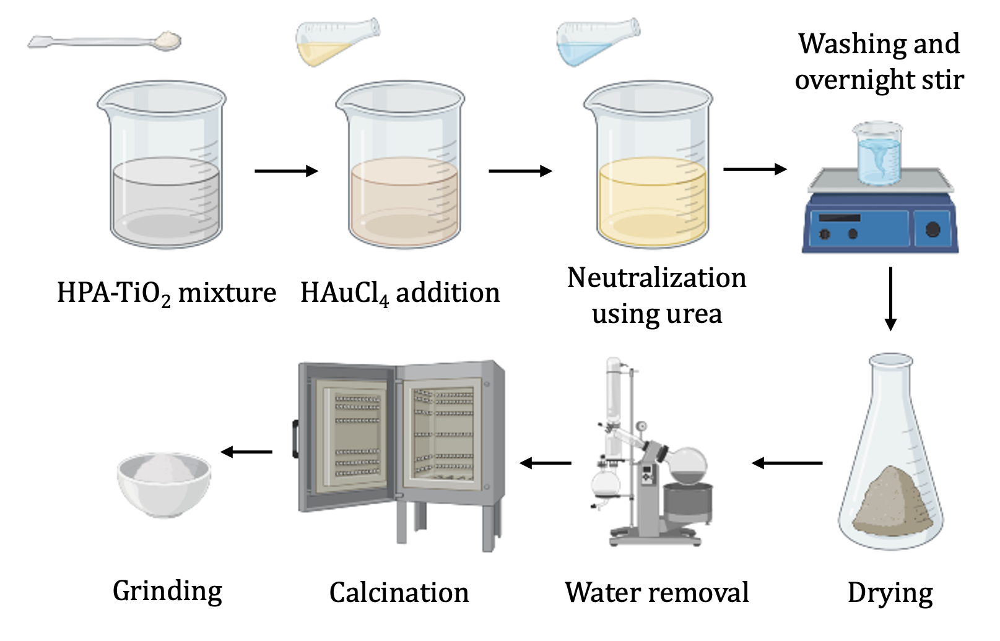 Washing and
overnight stir
HPA-TiO₂ mixture
HAuCl₄ addition
Neutralization
using urea
Grinding
Calcination
Water removal
Drying